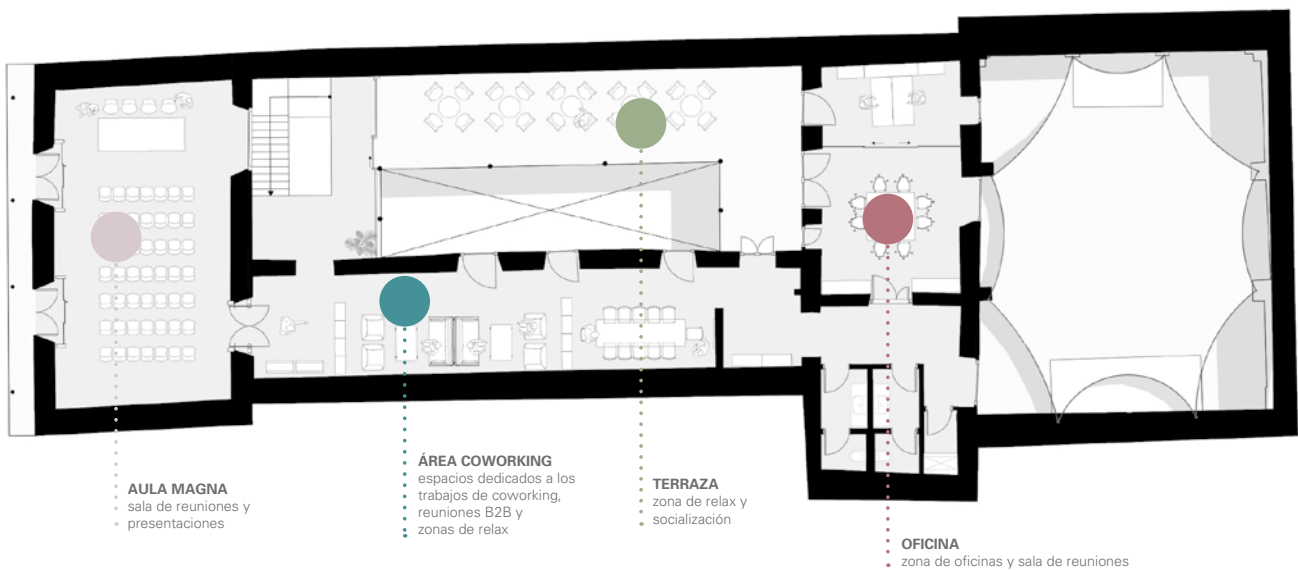 AULA MAGNA
sala de reuniones y
presentaciones
ÁREA COWORKING
espacios dedicados a los
trabajos de coworking,
reuniones B2B y
zonas de relax
TERRAZA
zona de relax y
socialización
OFICINA
zona de oficinas y sala de reuniones